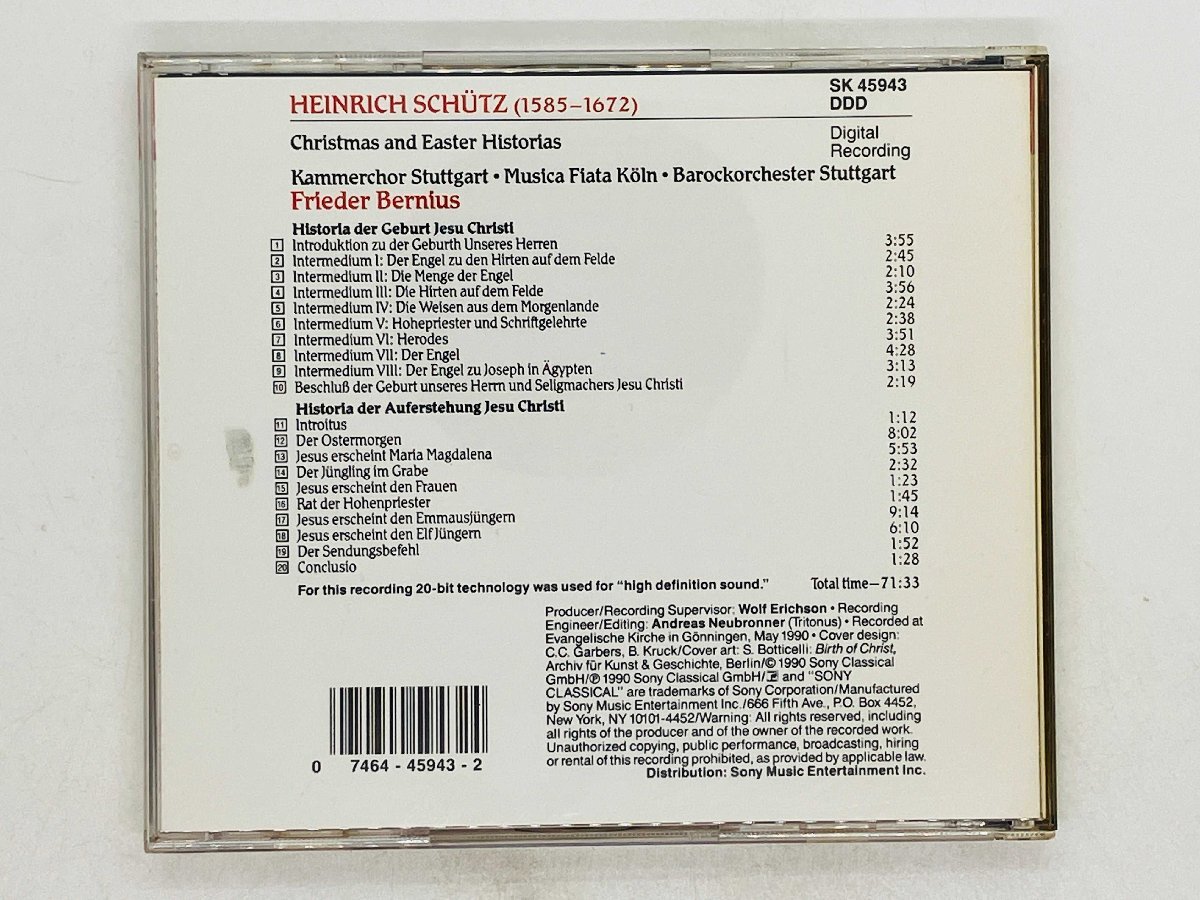 HEINRICH SCHÜTZ (1585–1672)
SK 45943
DDD
Christmas and Easter Historias
Digital
Recording
Kammerchor Stuttgart • Musica Fiata Köln • Barockorchester Stuttgart
Frieder Bernius
Historia der Geburt Jesu Christi
1 Introduktion zu der Geburth Unseres Herren 3:55
2 Intermedium I: Der Engel zu den Hirten auf dem Felde 2:45
3 Intermedium II: Die Menge der Engel 2:10
4 Intermedium III: Die Hirten auf dem Felde 3:56
5 Intermedium IV: Die Weisen aus dem Morgenlande 2:24
6 Intermedium V: Hohepriester und Schriftgelehrte 2:38
7 Intermedium VI: Herodes 3:51
8 Intermedium VII: Der Engel 4:28
9 Intermedium VIII: Der Engel zu Joseph in Ägypten 3:13
10 Beschluß der Geburt unseres Herrn und Seligmachers Jesu Christi 2:19
Historia der Auferstehung Jesu Christi
11 Introitus 1:12
12 Der Ostermorgen 8:02
13 Jesus erscheint Maria Magdalena 5:53
14 Der Jüngling im Grabe 2:32
15 Jesus erscheint den Frauen 1:23
16 Rat der Hohenpriester 1:45
17 Jesus erscheint den Emmausjüngern 9:14
18 Jesus erscheint den Elf Jüngern 6:10
19 Der Sendungsbefehl 1:52
20 Conclusio 1:28
For this recording 20-bit technology was used for “high definition sound.” Total time—71:33
Producer/Recording Supervisor: Wolf Erichson • Recording
Engineer/Editing: Andreas Neubronner (Tritonus) • Recorded at
Evangelische Kirche in Gönningen, May 1990 • Cover design:
C.C. Garbers, B. Kruck/Cover art: S. Botticelli: Birth of Christ,
Archiv für Kunst & Geschichte, Berlin/© 1990 Sony Classical
GmbH/℗ 1990 Sony Classical GmbH/ and “SONY
CLASSICAL” are trademarks of Sony Corporation/Manufactured
by Sony Music Entertainment Inc./666 Fifth Ave., P.O. Box 4452,
New York, NY 10101-4452/Warning: All rights reserved, including
all rights of the producer and of the owner of the recorded work.
Unauthorized copying, public performance, broadcasting, hiring
or rental of this recording prohibited, as provided by applicable law.
Distribution: Sony Music Entertainment Inc.
0 7464 - 45943 - 2